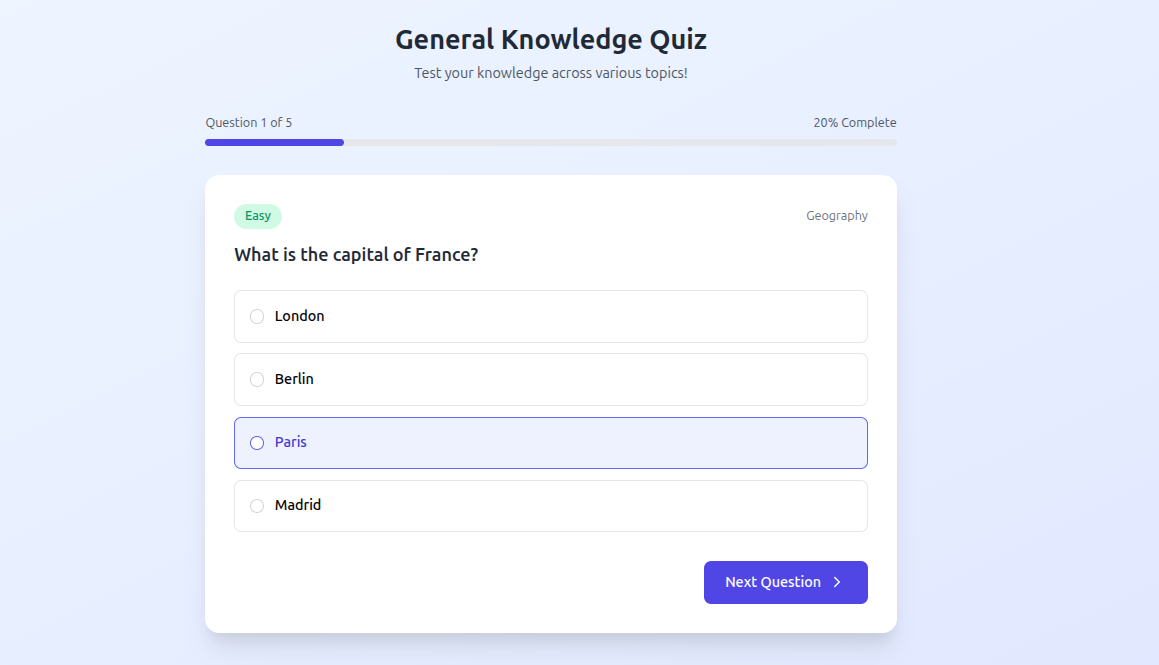 General Knowledge Quiz
Test your knowledge across various topics!
Question 1 of 5
20% Complete
Easy
Geography
What is the capital of France?
London
Berlin
Paris
Madrid
Next Question